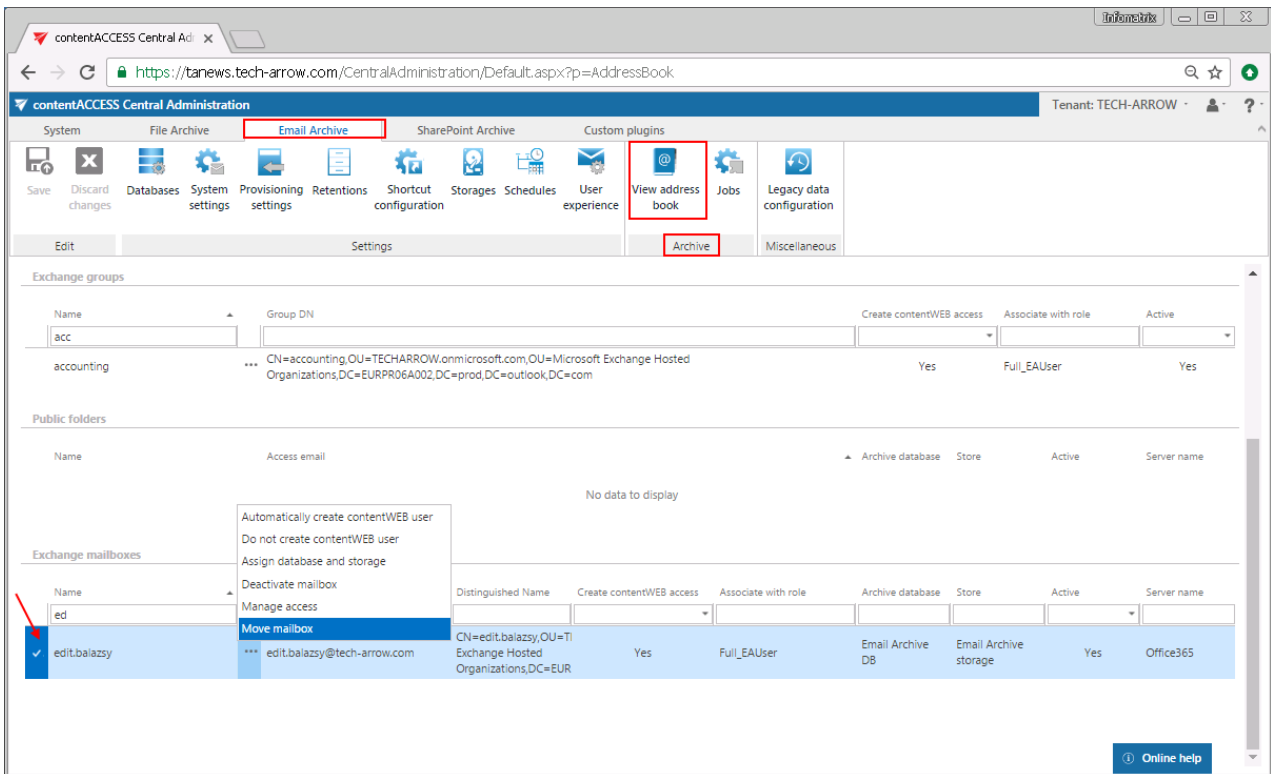 Infomatrix
contentACCESS Central Ad
https://tanews.tech-arrow.com/CentralAdministration/Default.aspx?p=AddressBook
contentACCESS Central Administration
Tenant: TECH-ARROW
?
System File Archive Email Archive SharePoint Archive Custom plugins
Save Discard changes Databases System settings Provisioning settings Retentions Shortcut configuration Storages Schedules User experience View address book Jobs Legacy data configuration
Edit Settings Archive Miscellaneous
Exchange groups
Name Group DN Create contentWEB access Associate with role Active
acc
accounting ••• CN=accounting,OU=TECHARROW.onmicrosoft.com,OU=Microsoft Exchange Hosted Yes Full_EAUser Yes
Organizations,DC=EURPR06A002,DC=prod,DC=outlook,DC=com
Public folders
Name Access email Archive database Store Active Server name
No data to display
Automatically create contentWEB user
Do not create contentWEB user
Assign database and storage
Deactivate mailbox
Manage access
Move mailbox
Exchange mailboxes
Name Distinguished Name Create contentWEB access Associate with role Archive database Store Active Server name
ed
edit.balazsy ••• edit.balazsy@tech-arrow.com CN=edit.balazsy,OU=TI Exchange Hosted Organizations,DC=EUR Yes Full_EAUser Email Archive DB Email Archive storage Yes Office365
Online help